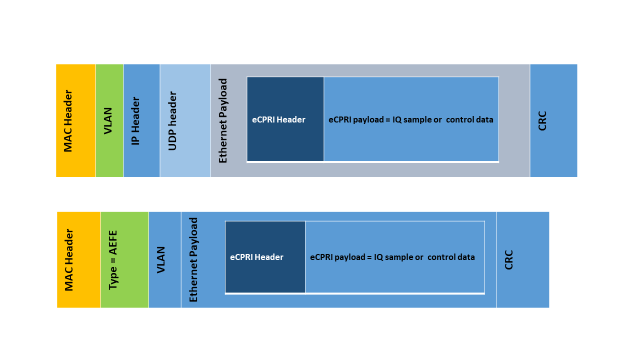 MAC Header
VLAN
IP Header
UDP header
Ethernet Payload
eCPRI Header
eCPRI payload = IQ sample or control data
CRC
MAC Header
Type = AEFE
VLAN
Ethernet Payload
eCPRI Header
eCPRI payload = IQ sample or control data
CRC